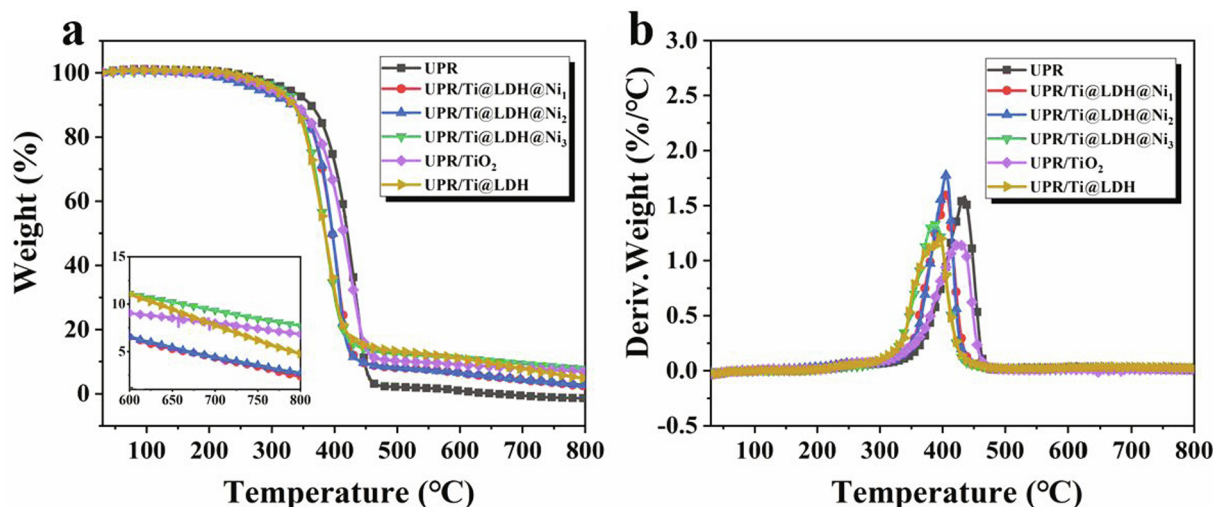 a
Weight (%)
100
80
60
40
20
0
100 200 300 400 500 600 700 800
Temperature (°C)
UPR
UPR/Ti@LDH@Ni₁
UPR/Ti@LDH@Ni₂
UPR/Ti@LDH@Ni₃
UPR/TiO₂
UPR/Ti@LDH
15
10
5
600 650 700 750 800
b
Deriv.Weight (%/°C)
3.0
2.5
2.0
1.5
1.0
0.5
0.0
-0.5
100 200 300 400 500 600 700 800
Temperature (°C)
UPR
UPR/Ti@LDH@Ni₁
UPR/Ti@LDH@Ni₂
UPR/Ti@LDH@Ni₃
UPR/TiO₂
UPR/Ti@LDH